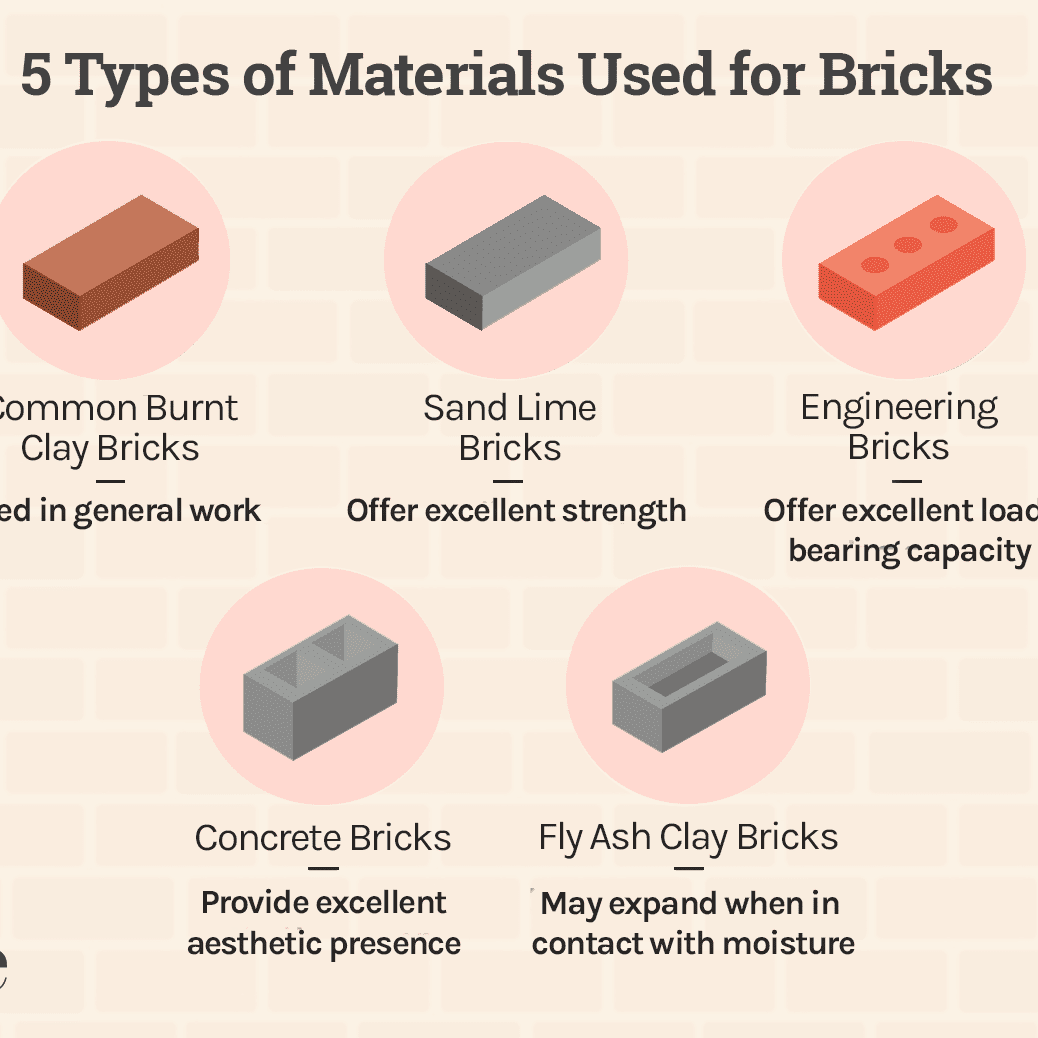 5 Types of Materials Used for Bricks
Common Burnt
Clay Bricks
Sand Lime
Bricks
Engineering
Bricks
ed in general work
Offer excellent strength
Offer excellent load
bearing capacity
Concrete Bricks
Fly Ash Clay Bricks
Provide excellent
aesthetic presence
May expand when in
contact with moisture
e